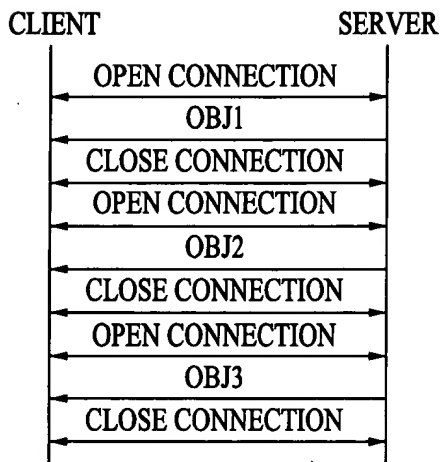 CLIENT SERVER
OPEN CONNECTION
OBJ1
CLOSE CONNECTION
OPEN CONNECTION
OBJ2
CLOSE CONNECTION
OPEN CONNECTION
OBJ3
CLOSE CONNECTION